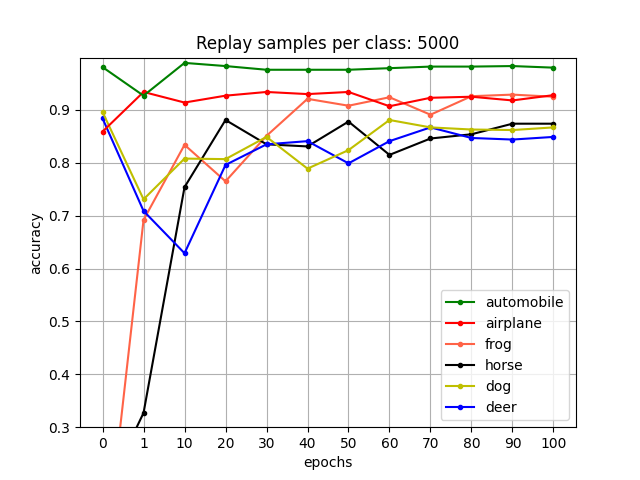 Replay samples per class: 5000
accuracy
0.9
0.8
0.7
0.6
0.5
0.4
0.3
automobile
airplane
frog
horse
dog
deer
0 1 10 20 30 40 50 60 70 80 90 100
epochs